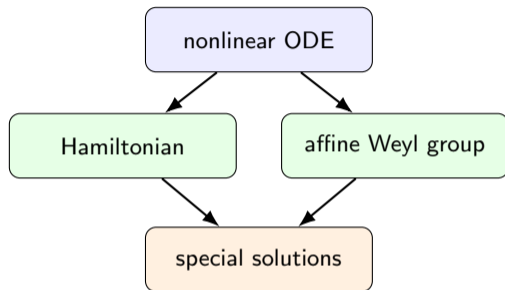 nonlinear ODE
Hamiltonian
affine Weyl group
special solutions